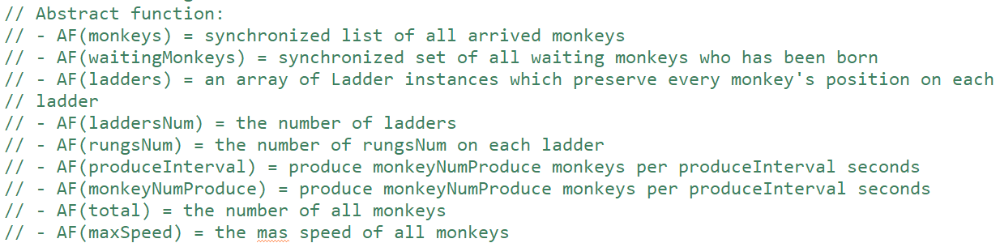 // Abstract function:
// - AF(monkeys) = synchronized list of all arrived monkeys
// - AF(waitingMonkeys) = synchronized set of all waiting monkeys who has been born
// - AF(ladders) = an array of Ladder instances which preserve every monkey's position on each
// ladder
// - AF(laddersNum) = the number of ladders
// - AF(rungsNum) = the number of rungsNum on each ladder
// - AF(produceInterval) = produce monkeyNumProduce monkeys per produceInterval seconds
// - AF(monkeyNumProduce) = produce monkeyNumProduce monkeys per produceInterval seconds
// - AF(total) = the number of all monkeys
// - AF(maxSpeed) = the mas speed of all monkeys